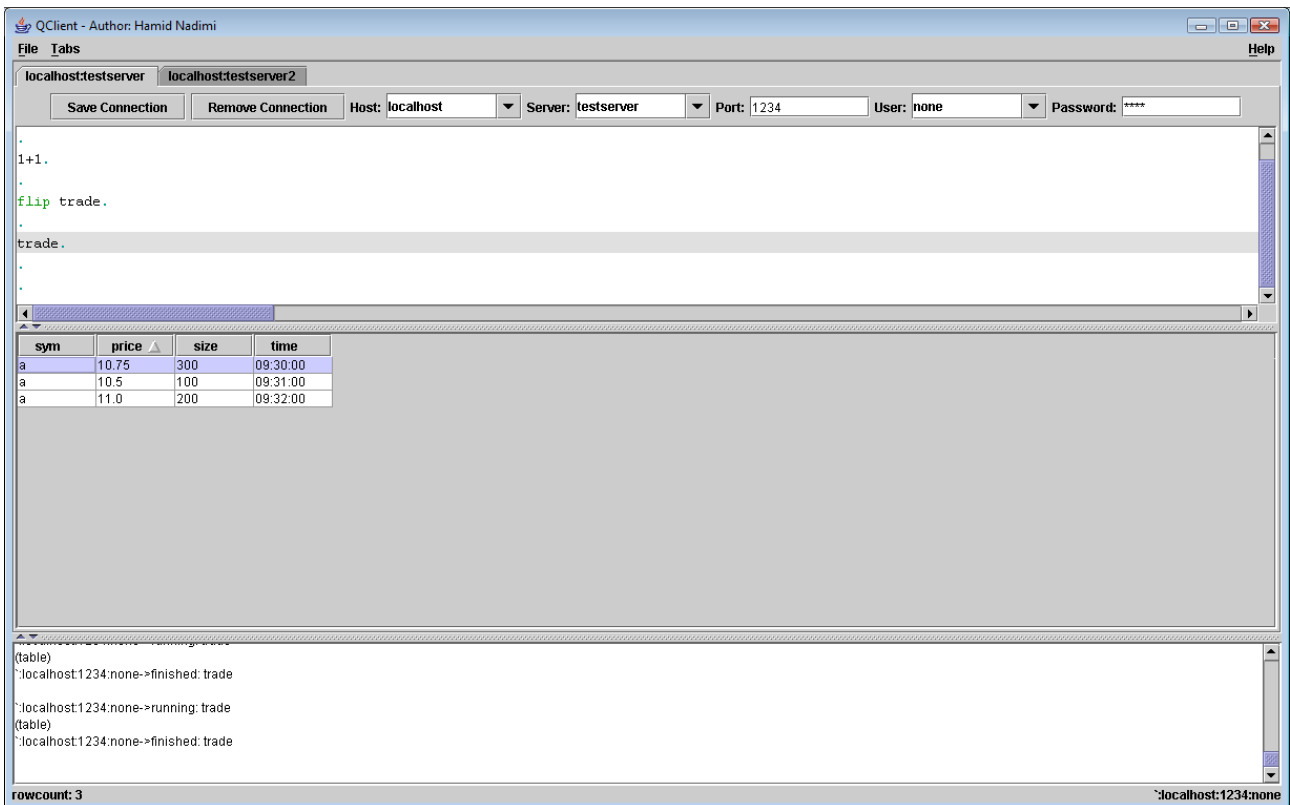 QClient - Author: Hamid Nadimi
File Tabs Help
localhost:testserver localhost:testserver2
Save Connection Remove Connection Host: localhost Server: testserver Port: 1234 User: none Password: ****
.
1+1.
.
flip trade.
.
trade.
.
.
sym price size time
a 10.75 300 09:30:00
a 10.5 100 09:31:00
a 11.0 200 09:32:00
(table)
`:localhost:1234:none->finished: trade
`:localhost:1234:none->running: trade
(table)
`:localhost:1234:none->finished: trade
rowcount: 3 `:localhost:1234:none